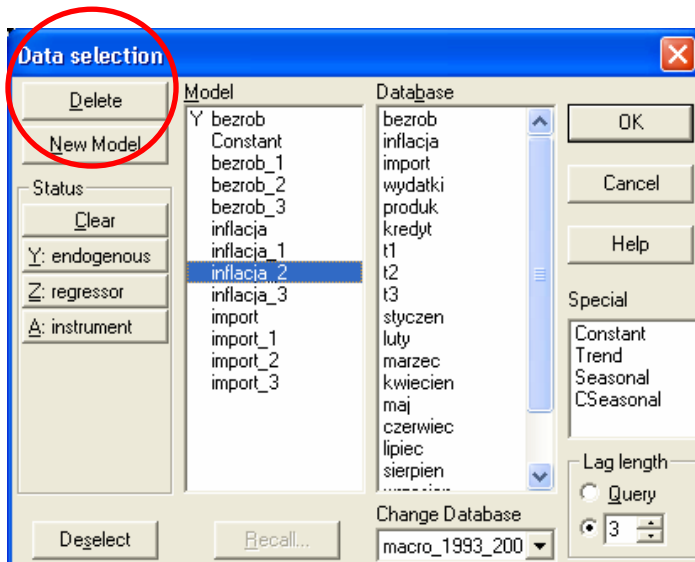 Data selection
Delete
New Model
Status
Clear
Y: endogenous
Z: regressor
A: instrument
Deselect
Model
Y bezrob
Constant
bezrob_1
bezrob_2
bezrob_3
inflacja
inflacja_1
inflacja_2
inflacja_3
import
import_1
import_2
import_3
Recall...
Database
bezrob
inflacja
import
wydatki
produk
kredyt
t1
t2
t3
styczen
luty
marzec
kwiecien
maj
czerwiec
lipiec
sierpien
Change Database
macro_1993_200
OK
Cancel
Help
Special
Constant
Trend
Seasonal
CSeasonal
Lag length
Query
3